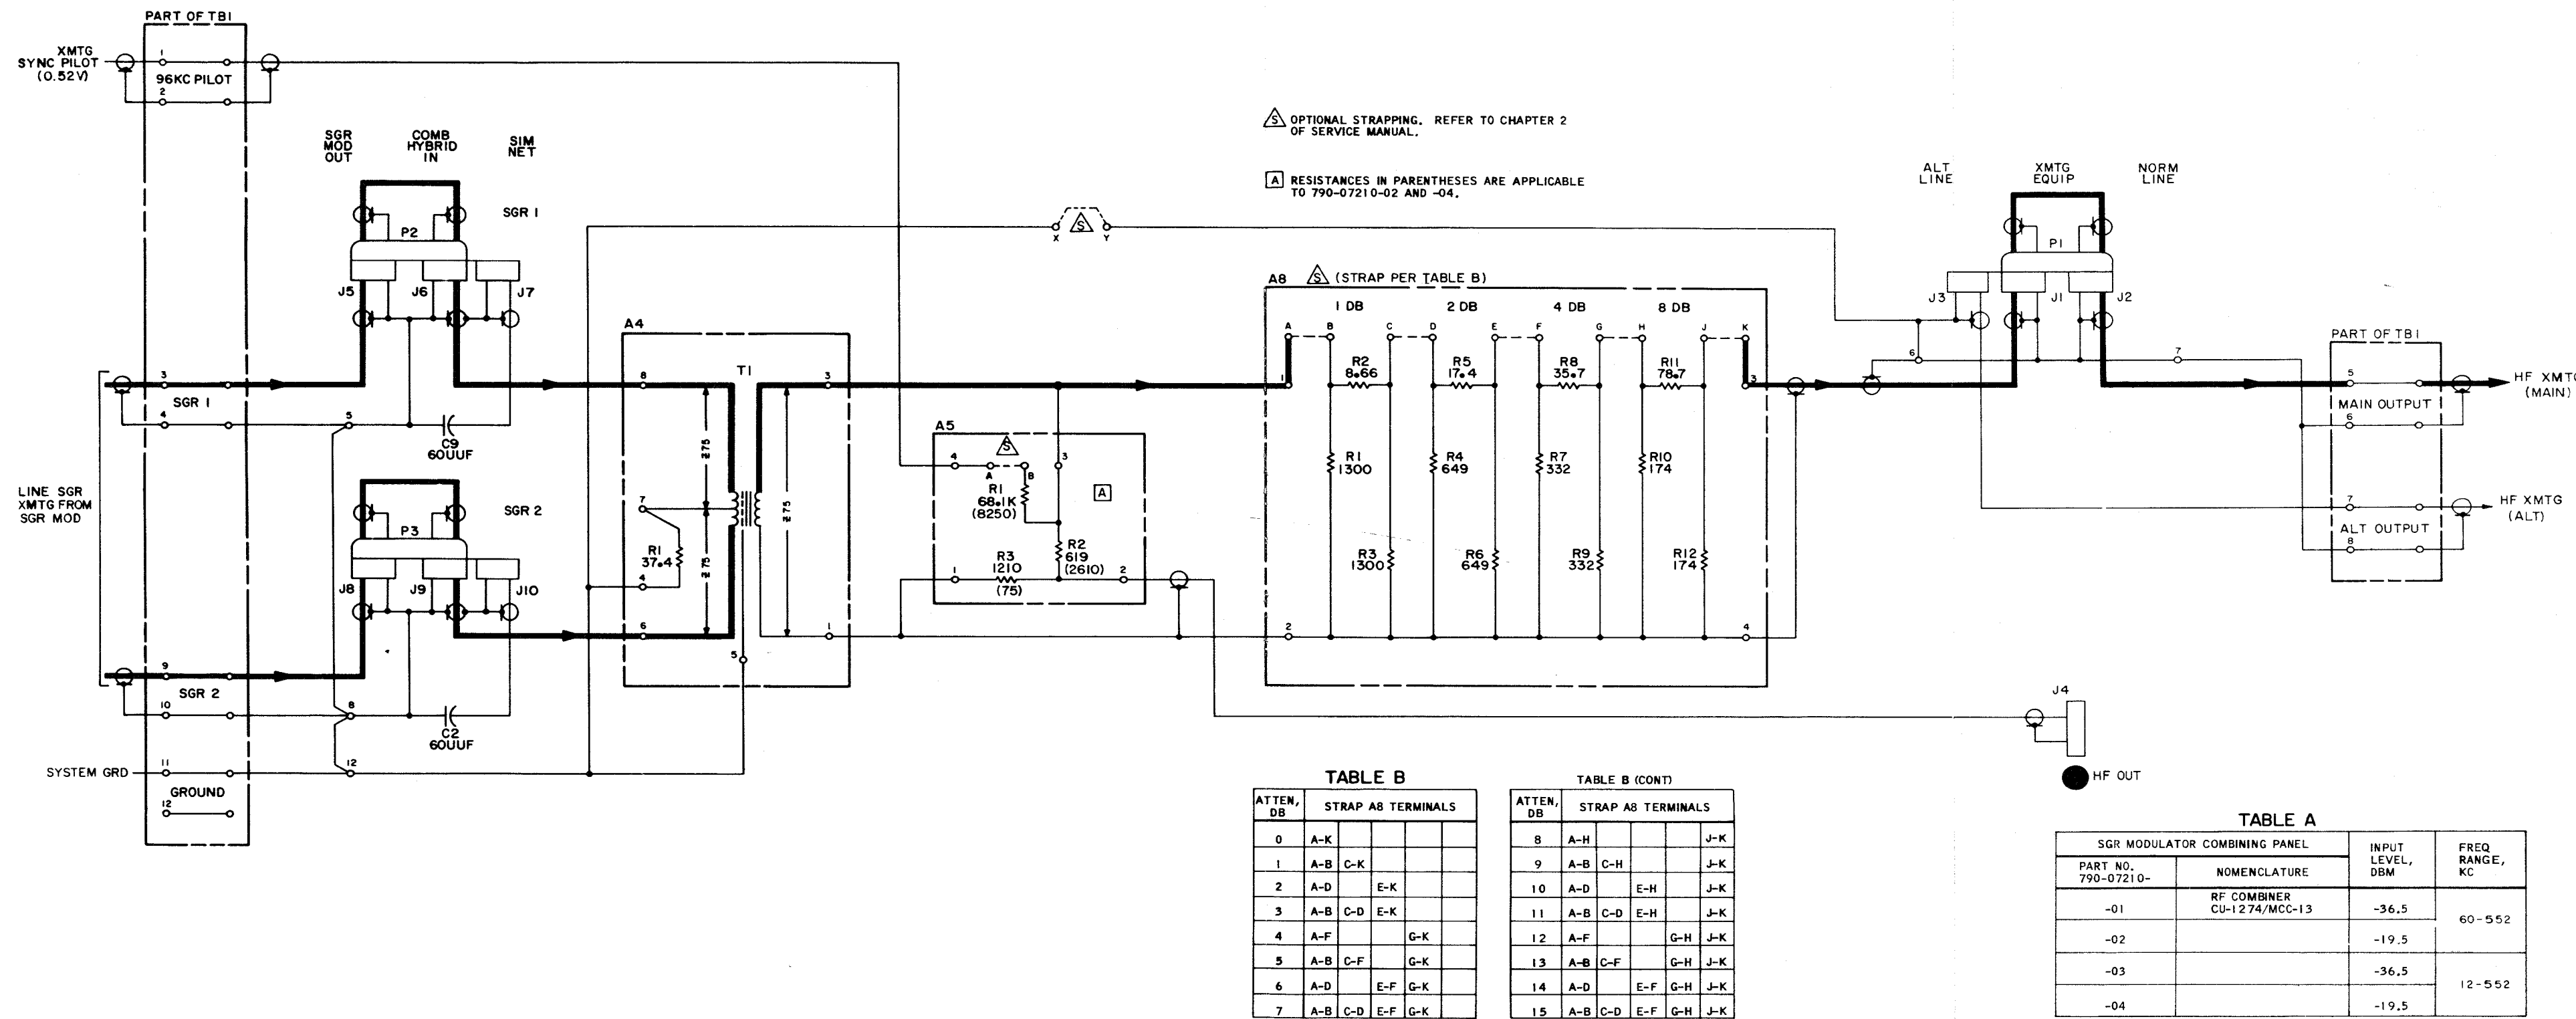 PART OF TB1
XMTG
SYNC PILOT
(0.52V)
1
96KC PILOT
2
SGR
MOD
OUT
COMB
HYBRID
IN
SIM
NET
SGR 1
P2
J5
J6
J7
3
SGR 1
4
5
C9
60UUF
LINE SGR
XMTG FROM
SGR MOD
SGR 2
P3
J8
J9
J10
9
SGR 2
10
8
C2
60UUF
SYSTEM GRD
11
12
GROUND
12
A4
T1
8
3
≅75
7
R1
37.4
4
≅75
≅75
6
1
5
S OPTIONAL STRAPPING. REFER TO CHAPTER 2
OF SERVICE MANUAL.
A RESISTANCES IN PARENTHESES ARE APPLICABLE
TO 790-07210-02 AND -04.
X
S
Y
A5
S
4
A
B
3
R1
68.1K
(8250)
A
R2
619
(2610)
1
R3
1210
(75)
2
A8
S (STRAP PER TABLE B)
1 DB
2 DB
4 DB
8 DB
A B C D E F G H J K
1
R2
8.66
R5
17.4
R8
35.7
R11
78.7
3
R1
1300
R4
649
R7
332
R10
174
R3
1300
R6
649
R9
332
R12
174
2
4
ALT
LINE
XMTG
EQUIP
NORM
LINE
P1
J3
J1
J2
6
7
PART OF TB1
5
HF XMTG
(MAIN)
MAIN OUTPUT
6
7
HF XMTG
(ALT)
ALT OUTPUT
8
J4
HF OUT
TABLE B
ATTEN, DB STRAP A8 TERMINALS
0 A-K
1 A-B C-K
2 A-D E-K
3 A-B C-D E-K
4 A-F G-K
5 A-B C-F G-K
6 A-D E-F G-K
7 A-B C-D E-F G-K
TABLE B (CONT)
ATTEN, DB STRAP A8 TERMINALS
8 A-H J-K
9 A-B C-H J-K
10 A-D E-H J-K
11 A-B C-D E-H J-K
12 A-F G-H J-K
13 A-B C-F G-H J-K
14 A-D E-F G-H J-K
15 A-B C-D E-F G-H J-K
TABLE A
SGR MODULATOR COMBINING PANEL
INPUT LEVEL, DBM
FREQ RANGE, KC
PART NO. 790-07210-
NOMENCLATURE
-01 RF COMBINER CU-1274/MCC-13 -36.5
60-552
-02 -19.5
-03 -36.5
12-552
-04 -19.5